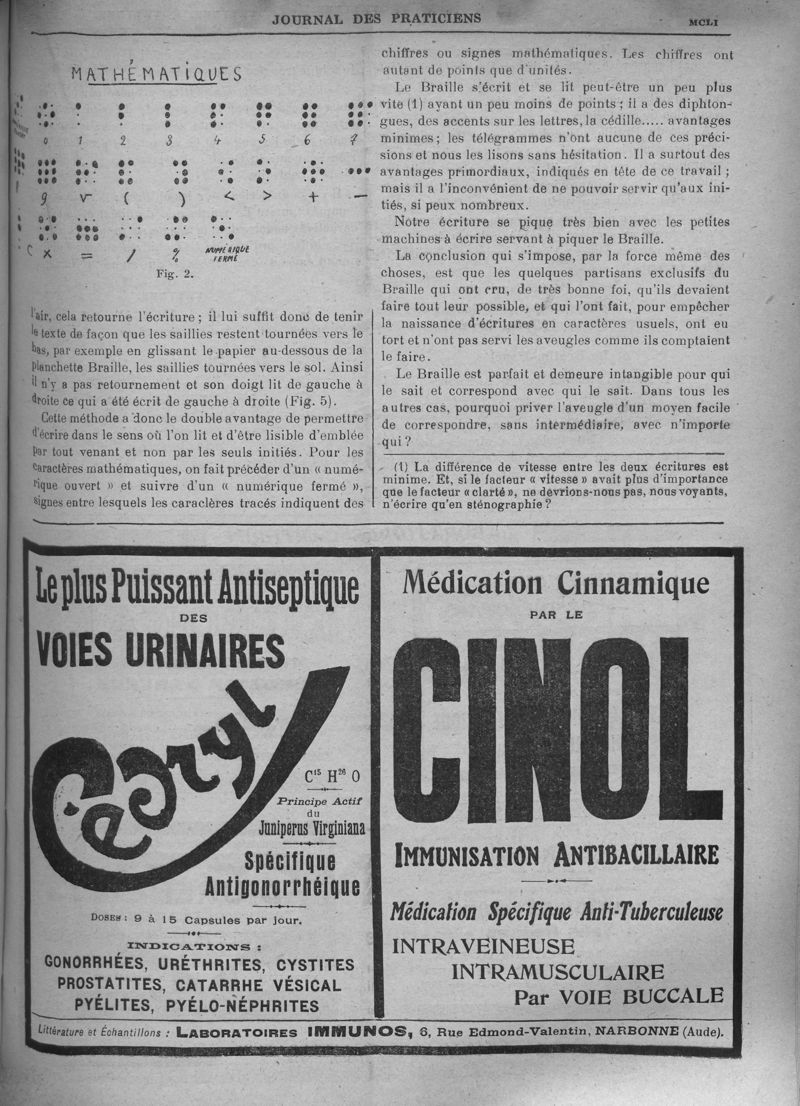 JOURNAL DES PRATICIENS
MCLI
MATHÉMATIQUES
0 1 2 3 4 5 6 7
9 √ ( ) < > + —
× = / % NUMÉRIQUE
FERMÉ
Fig. 2.
l'air, cela retourne l'écriture ; il lui suffit donc de tenir
le texte de façon que les saillies restent tournées vers le
bas, par exemple en glissant le papier au-dessous de la
planchette Braille, les saillies tournées vers le sol. Ainsi
il n'y a pas retournement et son doigt lit de gauche à
droite ce qui a été écrit de gauche à droite (Fig. 5).
Cette méthode a donc le double avantage de permettre
d'écrire dans le sens où l'on lit et d'être lisible d'emblée
par tout venant et non par les seuls initiés. Pour les
caractères mathématiques, on fait précéder d'un « numé-
rique ouvert » et suivre d'un « numérique fermé »,
signes entre lesquels les caractères tracés indiquent des
chiffres ou signes mathématiques. Les chiffres ont
autant de points que d'unités.
Le Braille s'écrit et se lit peut-être un peu plus
vite (1) ayant un peu moins de points ; il a des diphton-
gues, des accents sur les lettres, la cédille..... avantages
minimes ; les télégrammes n'ont aucune de ces préci-
sions et nous les lisons sans hésitation. Il a surtout des
avantages primordiaux, indiqués en tête de ce travail ;
mais il a l'inconvénient de ne pouvoir servir qu'aux ini-
tiés, si peux nombreux.
Notre écriture se pique très bien avec les petites
machines à écrire servant à piquer le Braille.
La conclusion qui s'impose, par la force même des
choses, est que les quelques partisans exclusifs du
Braille qui ont cru, de très bonne foi, qu'ils devaient
faire tout leur possible, et qui l'ont fait, pour empêcher
la naissance d'écritures en caractères usuels, ont eu
tort et n'ont pas servi les aveugles comme ils comptaient
le faire.
Le Braille est parfait et demeure intangible pour qui
le sait et correspond avec qui le sait. Dans tous les
autres cas, pourquoi priver l'aveugle d'un moyen facile
de correspondre, sans intermédiaire, avec n'importe
qui ?
(1) La différence de vitesse entre les deux écritures est
minime. Et, si le facteur « vitesse » avait plus d'importance
que le facteur « clarté », ne devrions-nous pas, nous voyants,
n'écrire qu'en sténographie ?
Le plus Puissant Antiseptique
DES
VOIES URINAIRES
Cedryl
C15 H26 O
Principe Actif
du
Juniperus Virginiana
Spécifique
Antigonorrhéique
DOSES : 9 à 15 Capsules par jour.
INDICATIONS :
GONORRHÉES, URÉTHRITES, CYSTITES
PROSTATITES, CATARRHE VÉSICAL
PYÉLITES, PYÉLO-NÉPHRITES
Médication Cinnamique
PAR LE
CINOL
IMMUNISATION ANTIBACILLAIRE
Médication Spécifique Anti-Tuberculeuse
INTRAVEINEUSE
INTRAMUSCULAIRE
Par VOIE BUCCALE
Littérature et Échantillons : LABORATOIRES IMMUNOS, 6, Rue Edmond-Valentin, NARBONNE (Aude).